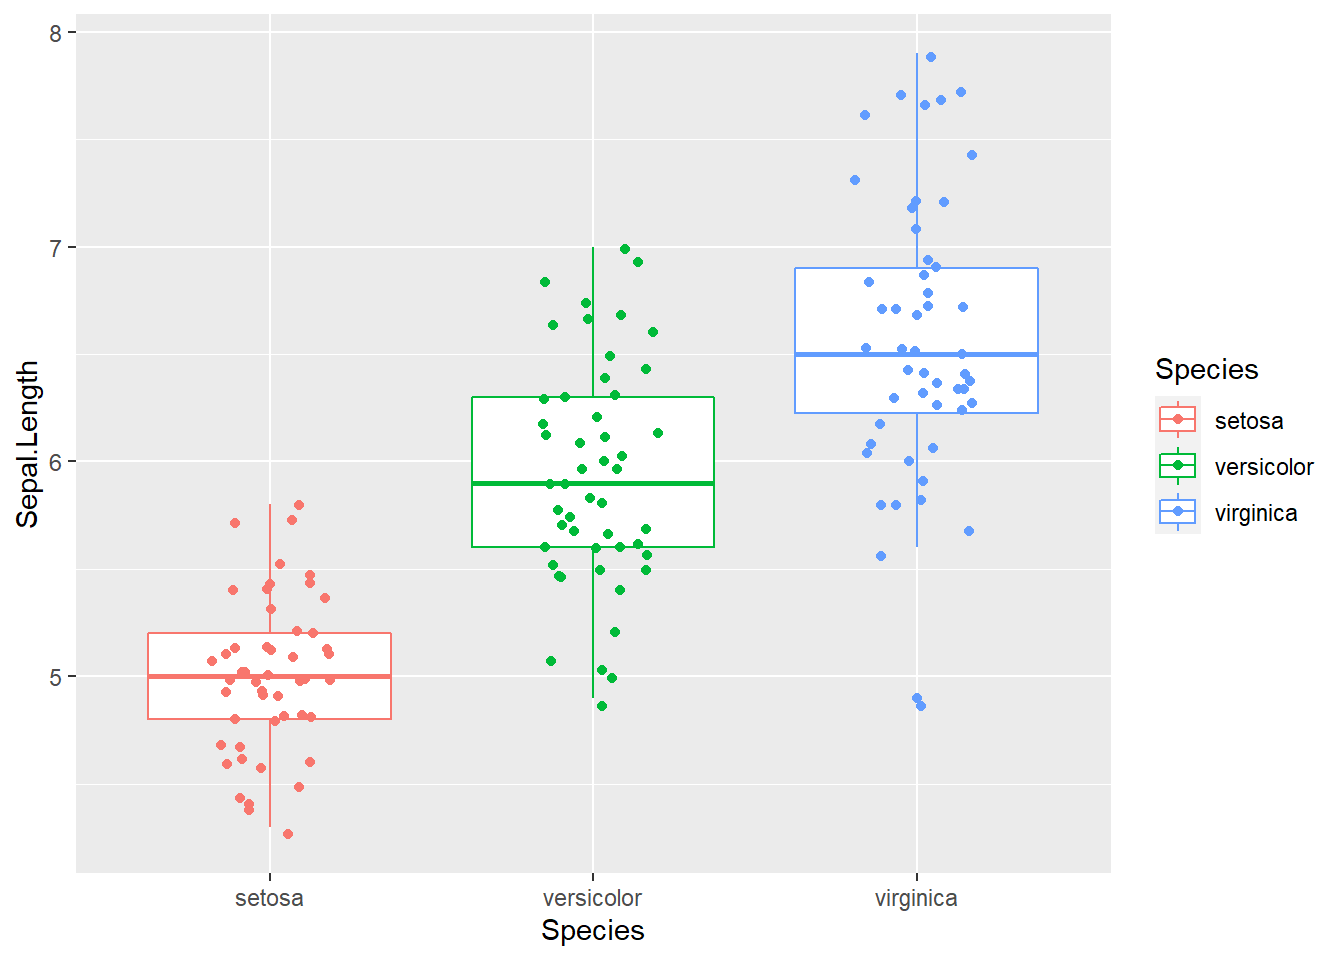 8
7
6
5
Sepal.Length
setosa
versicolor
virginica
Species
Species
setosa
versicolor
virginica